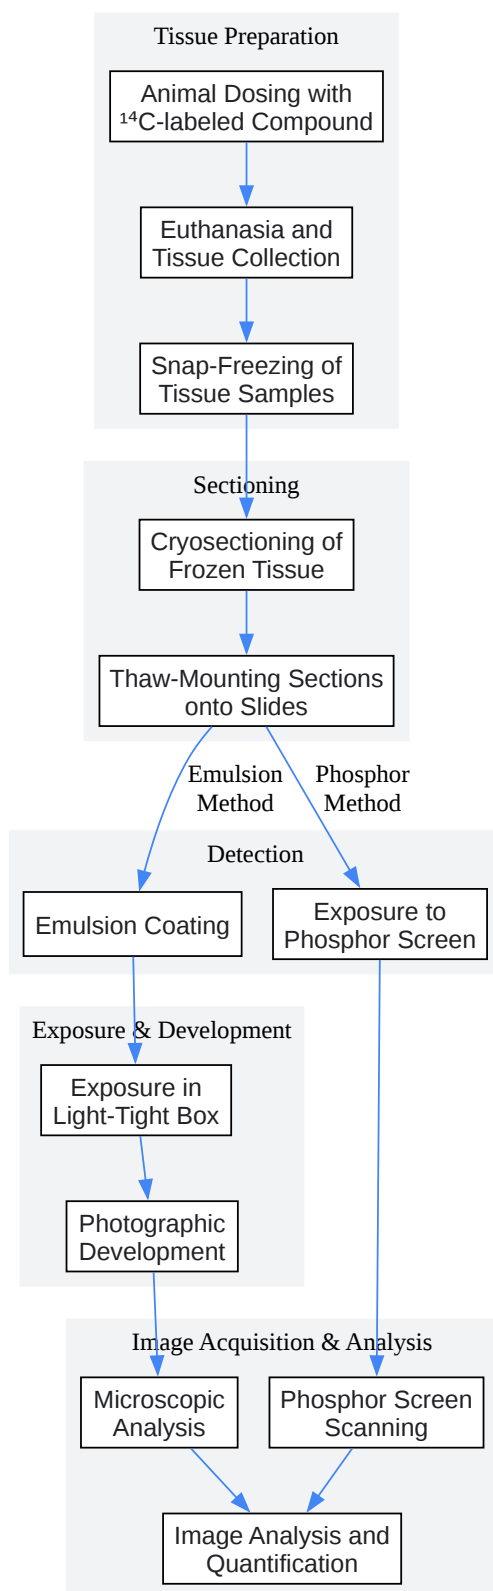 Tissue Preparation
Animal Dosing with
¹⁴C-labeled Compound
Euthanasia and
Tissue Collection
Snap-Freezing of
Tissue Samples
Sectioning
Cryosectioning of
Frozen Tissue
Thaw-Mounting Sections
onto Slides
Emulsion
Method
Phosphor
Method
Detection
Emulsion Coating
Exposure to
Phosphor Screen
Exposure & Development
Exposure in
Light-Tight Box
Photographic
Development
Image Acquisition & Analysis
Microscopic
Analysis
Phosphor Screen
Scanning
Image Analysis and
Quantification